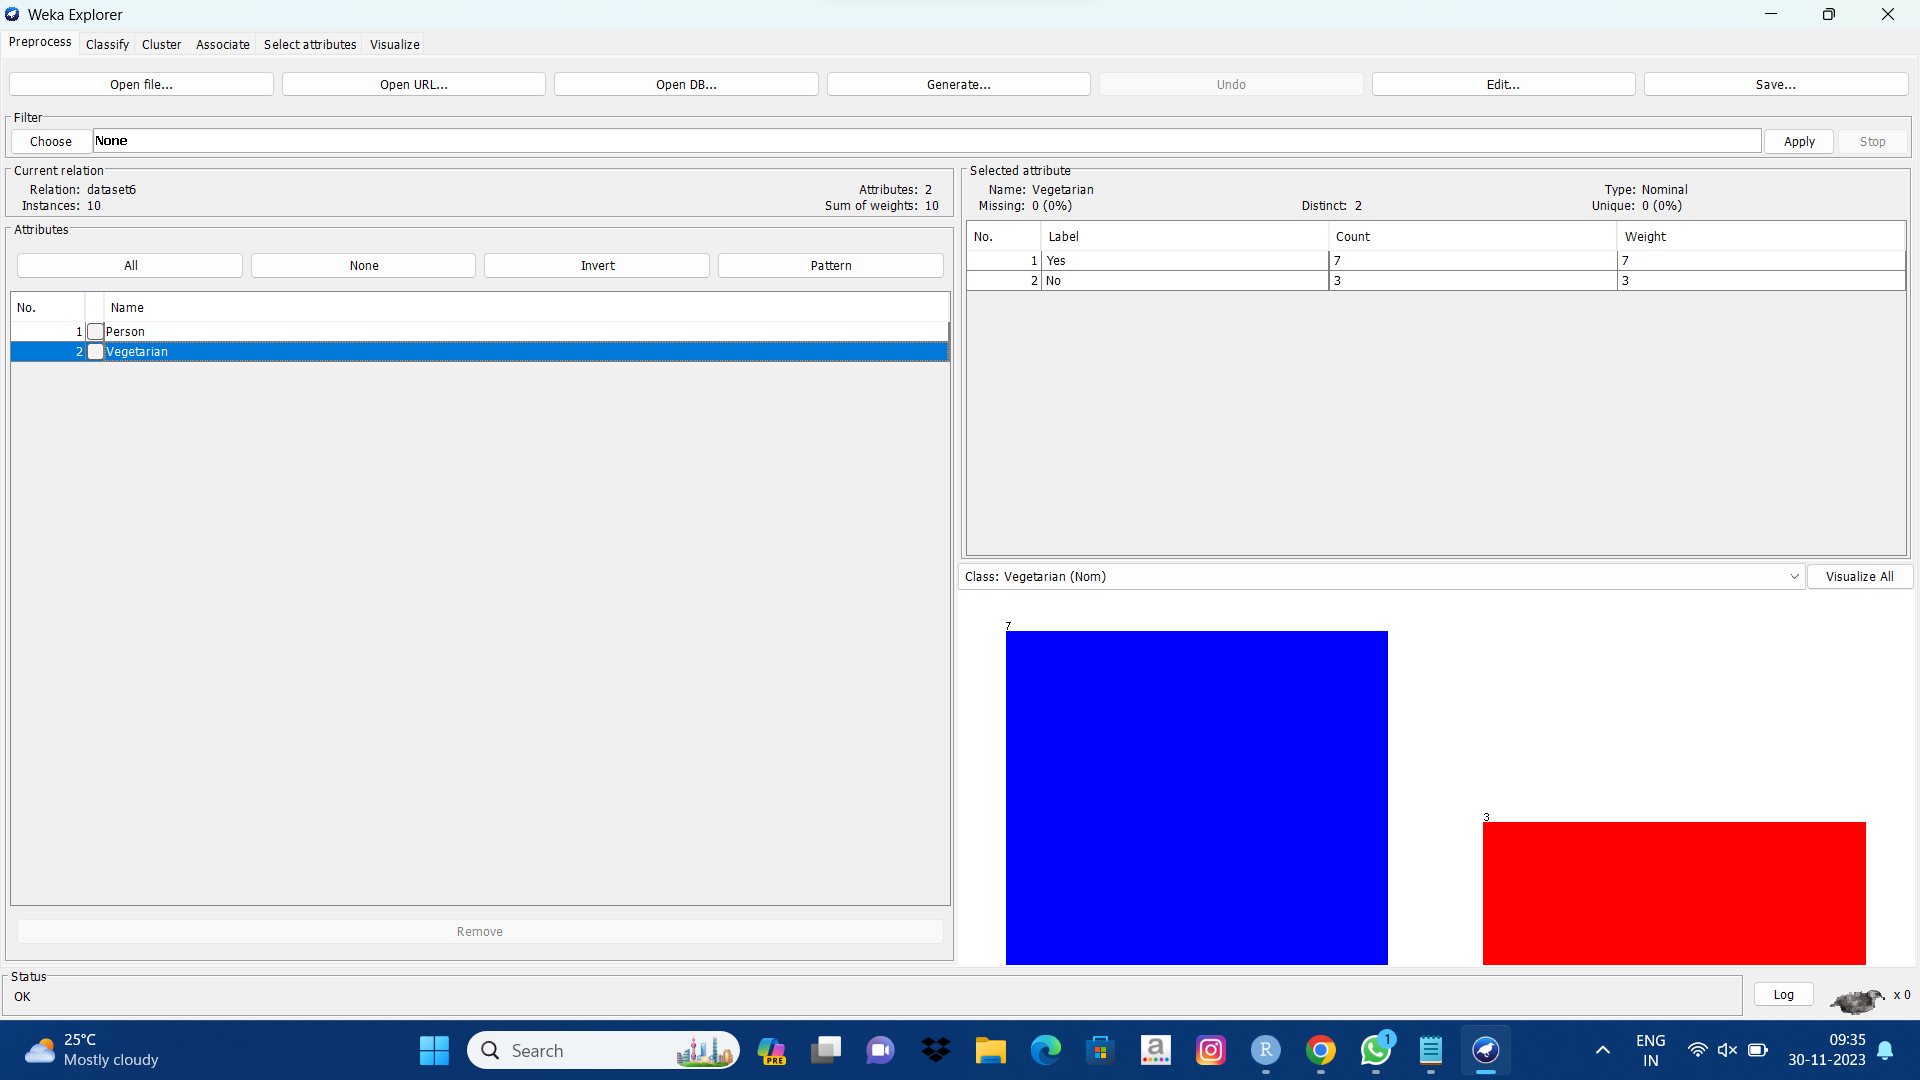 Weka Explorer
Preprocess Classify Cluster Associate Select attributes Visualize
Open file... Open URL... Open DB... Generate... Undo Edit... Save...
Filter
Choose None Apply Stop
Current relation
Relation: dataset6 Attributes: 2
Instances: 10 Sum of weights: 10
Attributes
All None Invert Pattern
No. Name
1 Person
2 Vegetarian
Remove
Selected attribute
Name: Vegetarian Type: Nominal
Missing: 0 (0%) Distinct: 2 Unique: 0 (0%)
No. Label Count Weight
1 Yes 7 7
2 No 3 3
Class: Vegetarian (Nom) Visualize All
7
3
Status
OK
Log x 0
25°C
Mostly cloudy
Search
PRE
a
R
1
ENG
IN
09:35
30-11-2023